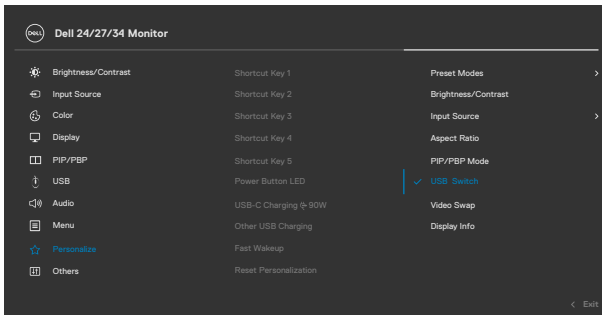 DELL Dell 24/27/34 Monitor
Brightness/Contrast
Input Source
Color
Display
PIP/PBP
USB
Audio
Menu
Personalize
Others
Shortcut Key 1
Shortcut Key 2
Shortcut Key 3
Shortcut Key 4
Shortcut Key 5
Power Button LED
USB-C Charging 90W
Other USB Charging
Fast Wakeup
Reset Personalization
Preset Modes
Brightness/Contrast
Input Source
Aspect Ratio
PIP/PBP Mode
USB Switch
Video Swap
Display Info
Exit